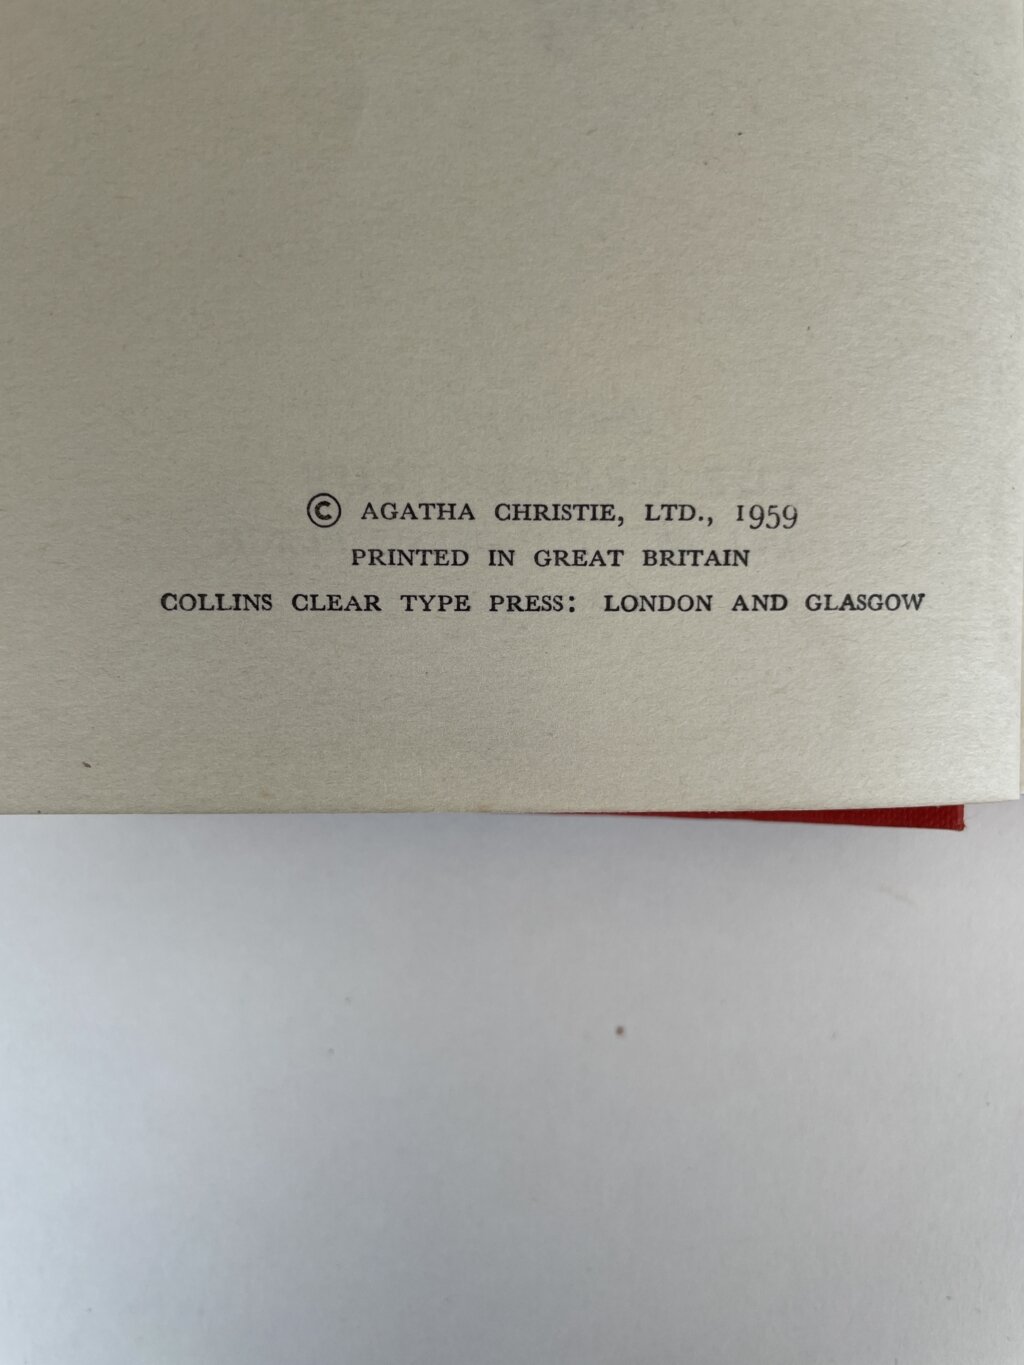 © AGATHA CHRISTIE, LTD., 1959
PRINTED IN GREAT BRITAIN
COLLINS CLEAR TYPE PRESS: LONDON AND GLASGOW